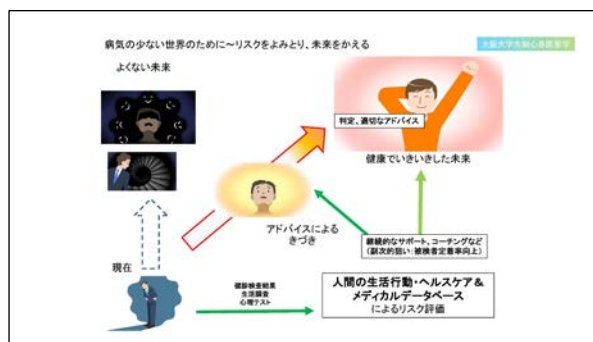 病気の少ない世界のために～リスクをよみとり、未来をかえる
大阪大学先制心身医薬学
よくない未来
判定、適切なアドバイス
健康でいきいきした未来
アドバイスによる
きづき
継続的なサポート、コーチングなど
(副次的狙い:被検者定着率向上)
現在
健診検査結果
生活調査
心理テスト
人間の生活行動・ヘルスケア&
メディカルデータベース
によるリスク評価